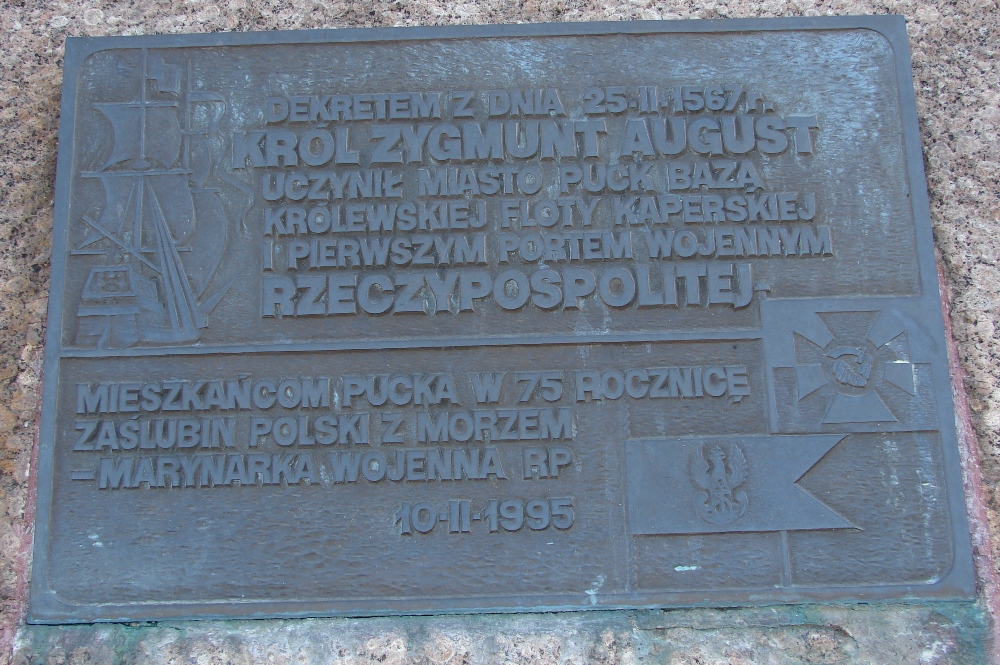 DEKRETEM Z DNIA 25-II-1567 r.
KRÓL ZYGMUNT AUGUST
UCZYNIŁ MIASTO PUCK BAZĄ
KRÓLEWSKIEJ FLOTY KAPERSKIEJ
I PIERWSZYM PORTEM WOJENNYM
RZECZYPOSPOLITEJ-
MIESZKAŃCOM PUCKA W 75 ROCZNICĘ
ZAŚLUBIN POLSKI Z MORZEM
-MARYNARKA WOJENNA RP
10-II-1995